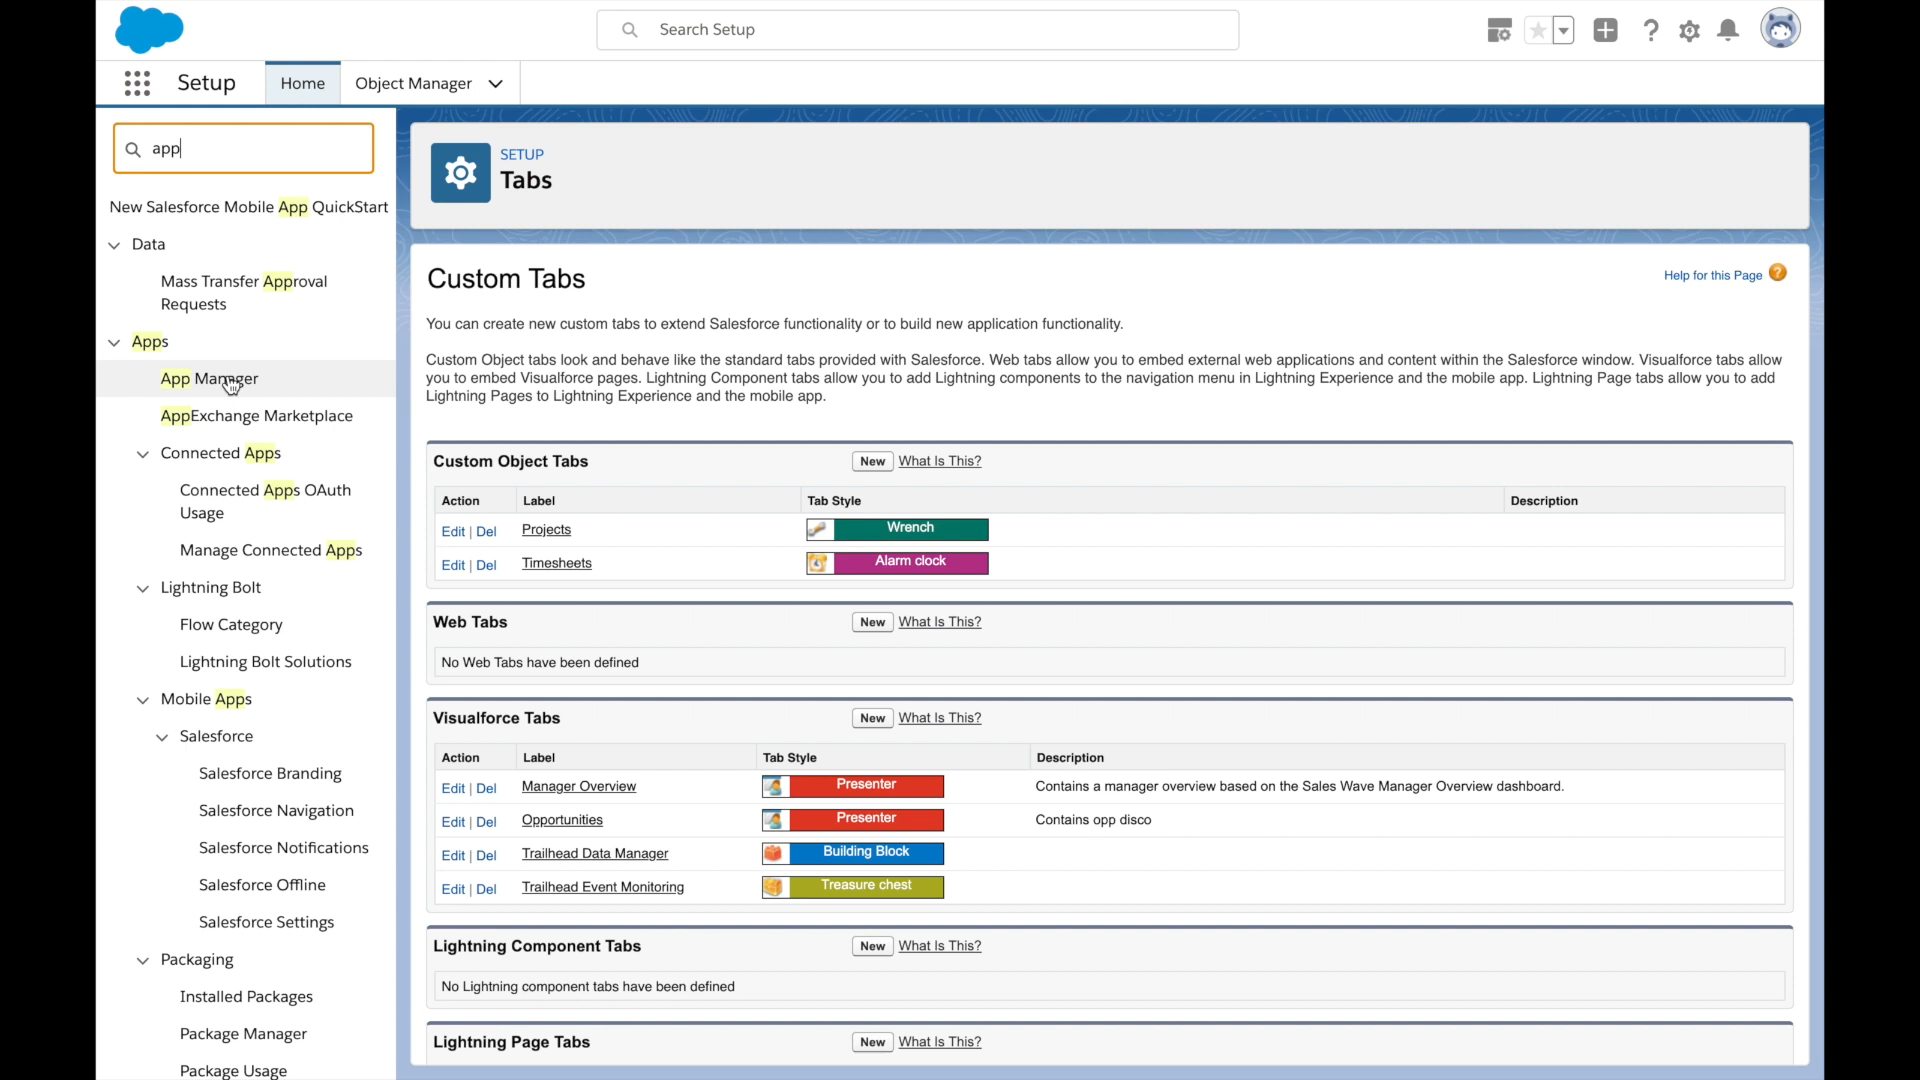 Search Setup
Setup
Home
Object Manager
app
New Salesforce Mobile App QuickStart
Data
Mass Transfer Approval
Requests
Apps
App Manager
AppExchange Marketplace
Connected Apps
Connected Apps OAuth
Usage
Manage Connected Apps
Lightning Bolt
Flow Category
Lightning Bolt Solutions
Mobile Apps
Salesforce
Salesforce Branding
Salesforce Navigation
Salesforce Notifications
Salesforce Offline
Salesforce Settings
Packaging
Installed Packages
Package Manager
Package Usage
SETUP
Tabs
Custom Tabs
Help for this Page ?
You can create new custom tabs to extend Salesforce functionality or to build new application functionality.
Custom Object tabs look and behave like the standard tabs provided with Salesforce. Web tabs allow you to embed external web applications and content within the Salesforce window. Visualforce tabs allow
you to embed Visualforce pages. Lightning Component tabs allow you to add Lightning components to the navigation menu in Lightning Experience and the mobile app. Lightning Page tabs allow you to add
Lightning Pages to Lightning Experience and the mobile app.
Custom Object Tabs New What Is This?
Action Label Tab Style Description
Edit | Del Projects Wrench
Edit | Del Timesheets Alarm clock
Web Tabs New What Is This?
No Web Tabs have been defined
Visualforce Tabs New What Is This?
Action Label Tab Style Description
Edit | Del Manager Overview Presenter Contains a manager overview based on the Sales Wave Manager Overview dashboard.
Edit | Del Opportunities Presenter Contains opp disco
Edit | Del Trailhead Data Manager Building Block
Edit | Del Trailhead Event Monitoring Treasure chest
Lightning Component Tabs New What Is This?
No Lightning component tabs have been defined
Lightning Page Tabs New What Is This?